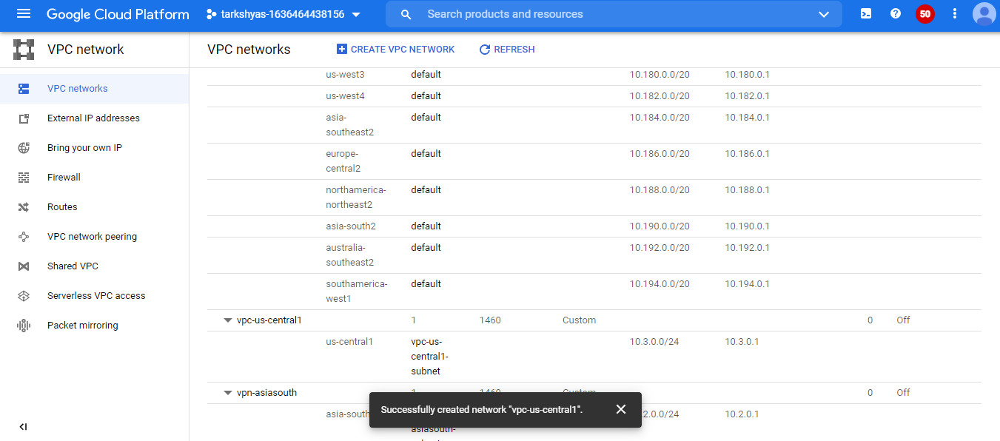 Google Cloud Platform tarkshyas-1636464438156 Search products and resources 50
VPC network
VPC networks CREATE VPC NETWORK REFRESH
VPC networks
External IP addresses
Bring your own IP
Firewall
Routes
VPC network peering
Shared VPC
Serverless VPC access
Packet mirroring
us-west3 default 10.180.0.0/20 10.180.0.1
us-west4 default 10.182.0.0/20 10.182.0.1
asia- default 10.184.0.0/20 10.184.0.1
southeast2
europe- default 10.186.0.0/20 10.186.0.1
central2
northamerica- default 10.188.0.0/20 10.188.0.1
northeast2
asia-south2 default 10.190.0.0/20 10.190.0.1
australia- default 10.192.0.0/20 10.192.0.1
southeast2
southamerica- default 10.194.0.0/20 10.194.0.1
west1
vpc-us-central1 1 1460 Custom 0 Off
us-central1 vpc-us- 10.3.0.0/24 10.3.0.1
central1-
subnet
vpn-asiasouth 1 1460 Custom 0 Off
asia-south 2.0.0/24 10.2.0.1
asiasouth-
Successfully created network "vpc-us-central1".